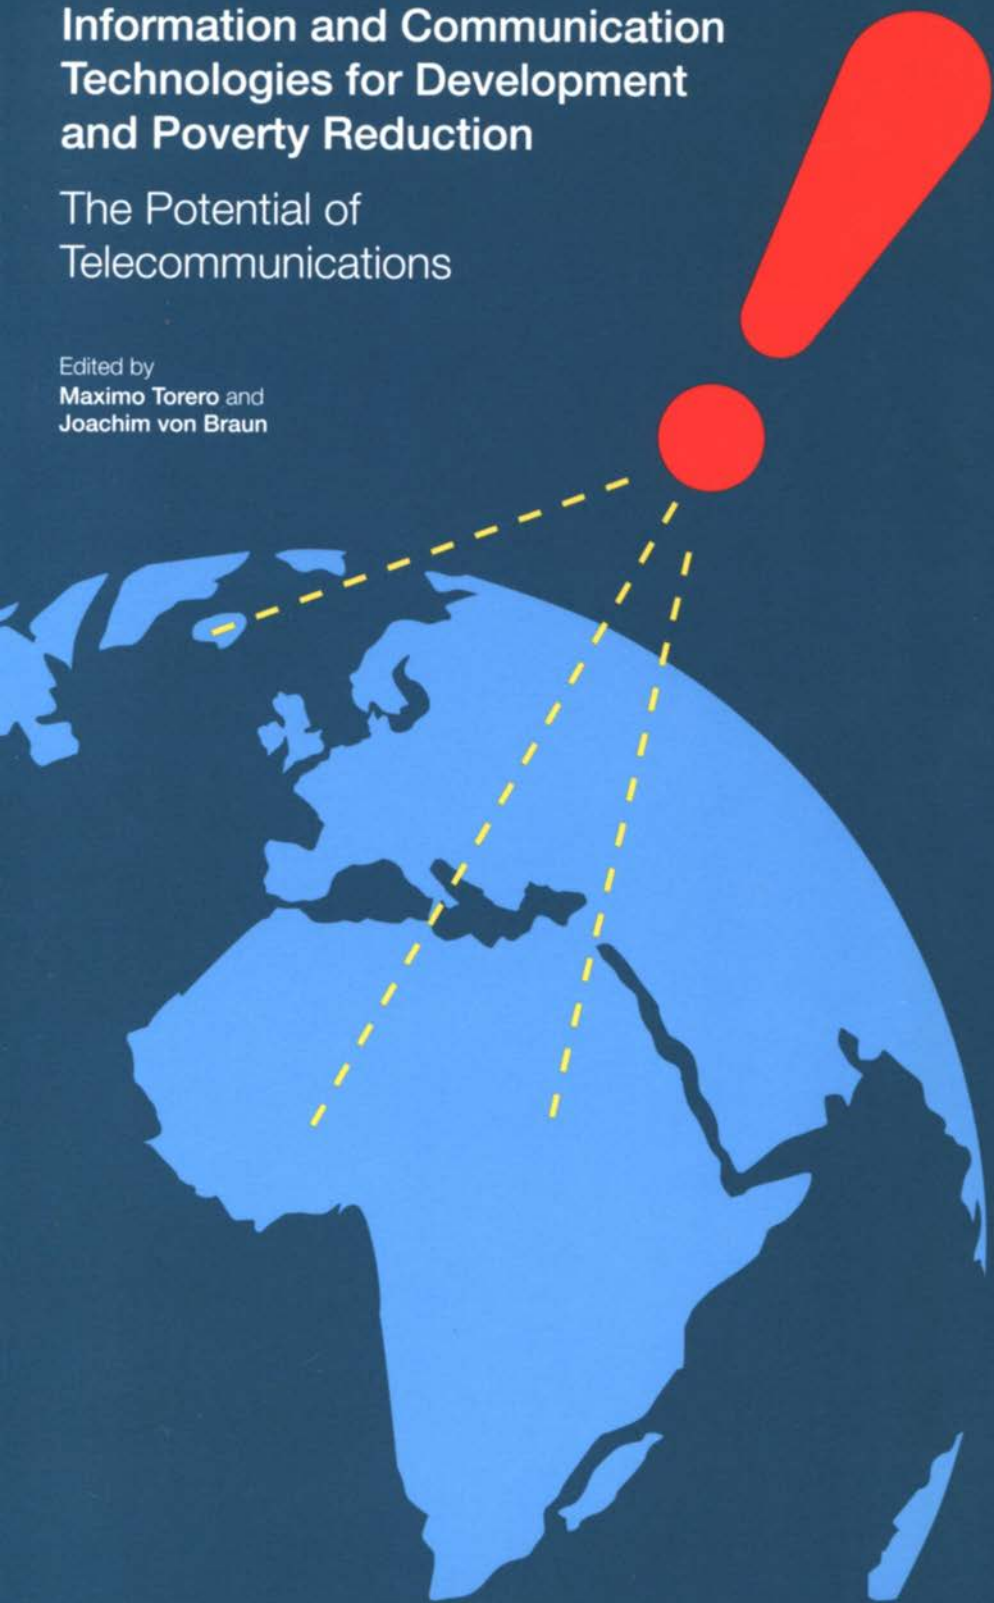 Information and Communication
Technologies for Development
and Poverty Reduction
The Potential of
Telecommunications
Edited by
Maximo Torero and
Joachim von Braun